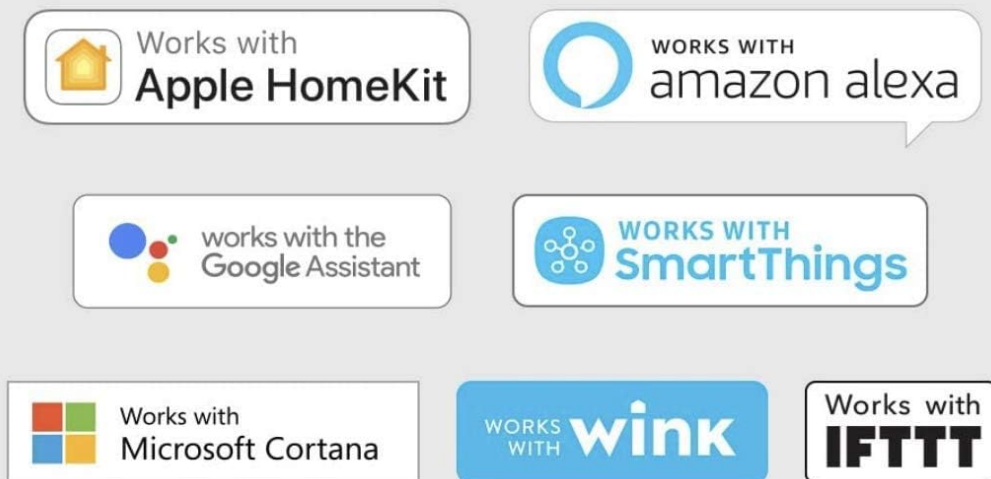 Works with
Apple HomeKit
WORKS WITH
amazon alexa
works with the
Google Assistant
WORKS WITH
SmartThings
Works with
Microsoft Cortana
WORKS
WITH
wink
Works with
IFTTT